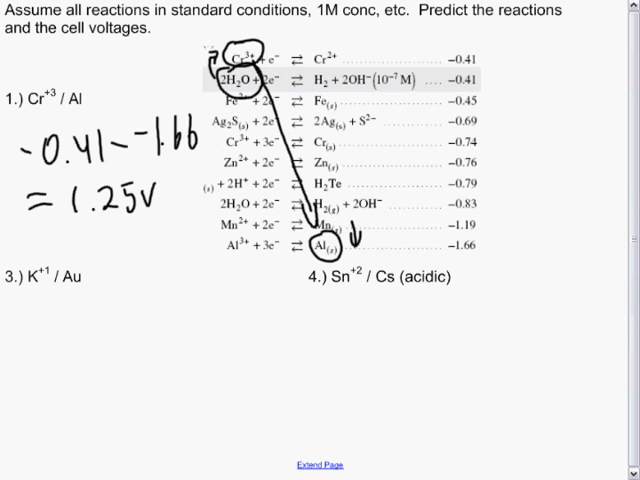 Assume all reactions in standard conditions, 1M conc, etc. Predict the reactions
and the cell voltages.
Cr³⁺ + e⁻ ⇄ Cr²⁺ .................... −0.41
2H₂O + 2e⁻ ⇄ H₂ + 2OH⁻ (10⁻⁷ M) .... −0.41
1.) Cr⁺³ / Al
Fe²⁺ + 2e⁻ ⇄ Fe₍ₛ₎ .................... −0.45
Ag₂S₍ₛ₎ + 2e⁻ ⇄ 2Ag₍ₛ₎ + S²⁻ ........... −0.69
Cr³⁺ + 3e⁻ ⇄ Cr₍ₛ₎ .................... −0.74
Zn²⁺ + 2e⁻ ⇄ Zn₍ₛ₎ .................... −0.76
₍ₛ₎ + 2H⁺ + 2e⁻ ⇄ H₂Te .................... −0.79
2H₂O + 2e⁻ ⇄ H₂₍g₎ + 2OH⁻ ........... −0.83
Mn²⁺ + 2e⁻ ⇄ Mn₍ₛ₎ .................... −1.19
Al³⁺ + 3e⁻ ⇄ Al₍ₛ₎ .................... −1.66
-0.41 - -1.66
= 1.25V
3.) K⁺¹ / Au
4.) Sn⁺² / Cs (acidic)
Extend Page